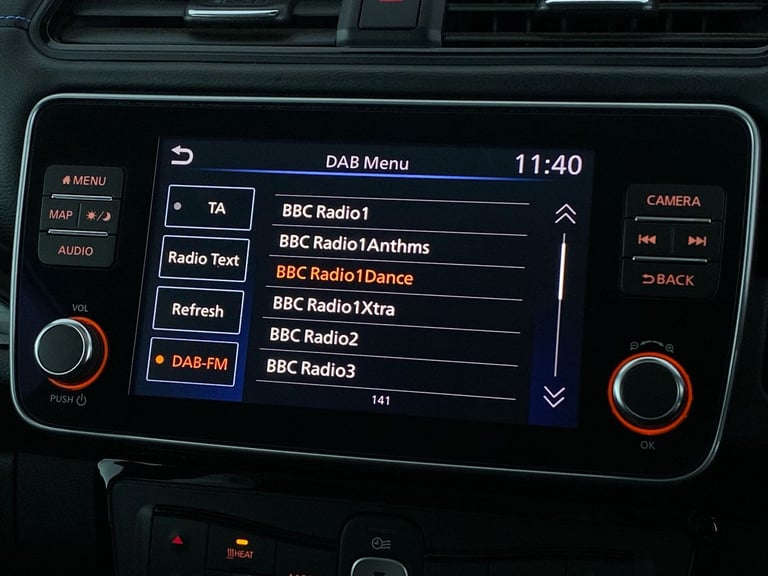 DAB Menu
11:40
MENU
MAP
AUDIO
VOL
PUSH
TA
Radio Text
Refresh
DAB-FM
BBC Radio1
BBC Radio1Anthms
BBC Radio1Dance
BBC Radio1Xtra
BBC Radio2
BBC Radio3
141
CAMERA
BACK
OK
HEAT